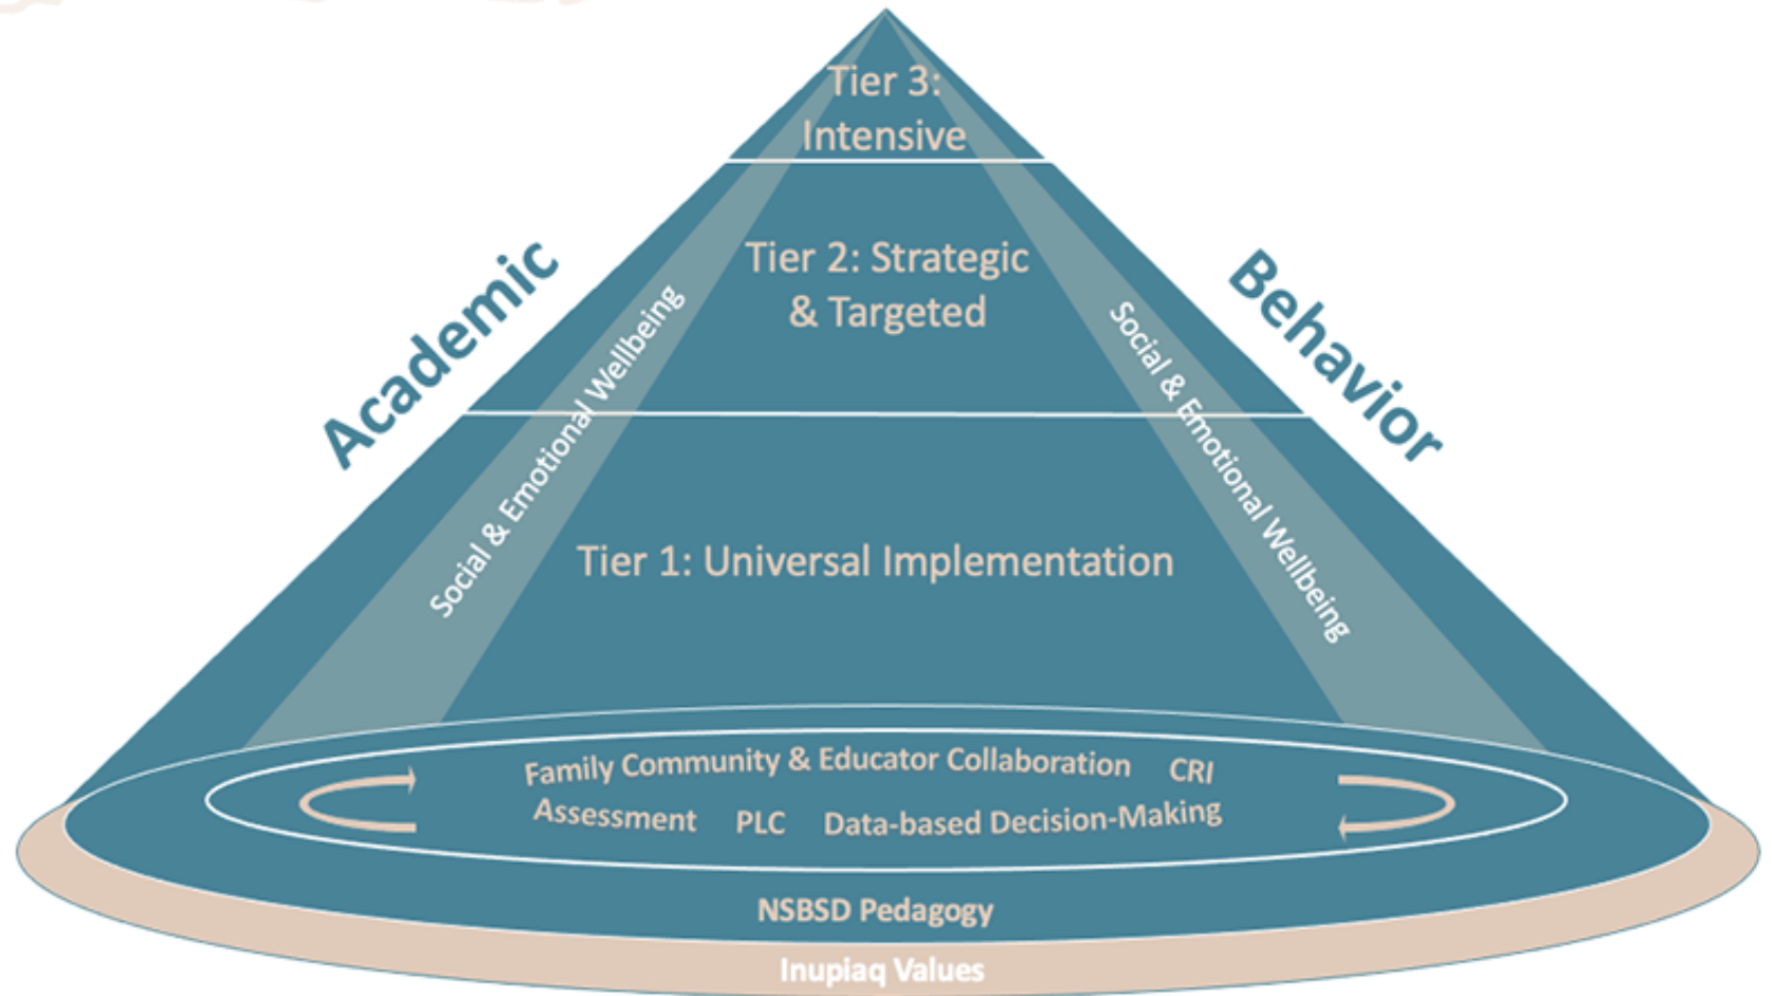 Tier 3:
Intensive
Tier 2: Strategic
& Targeted
Academic
Behavior
Social & Emotional Wellbeing
Social & Emotional Wellbeing
Tier 1: Universal Implementation
Family Community & Educator Collaboration CRI
Assessment PLC Data-based Decision-Making
NSBSD Pedagogy
Inupiaq Values